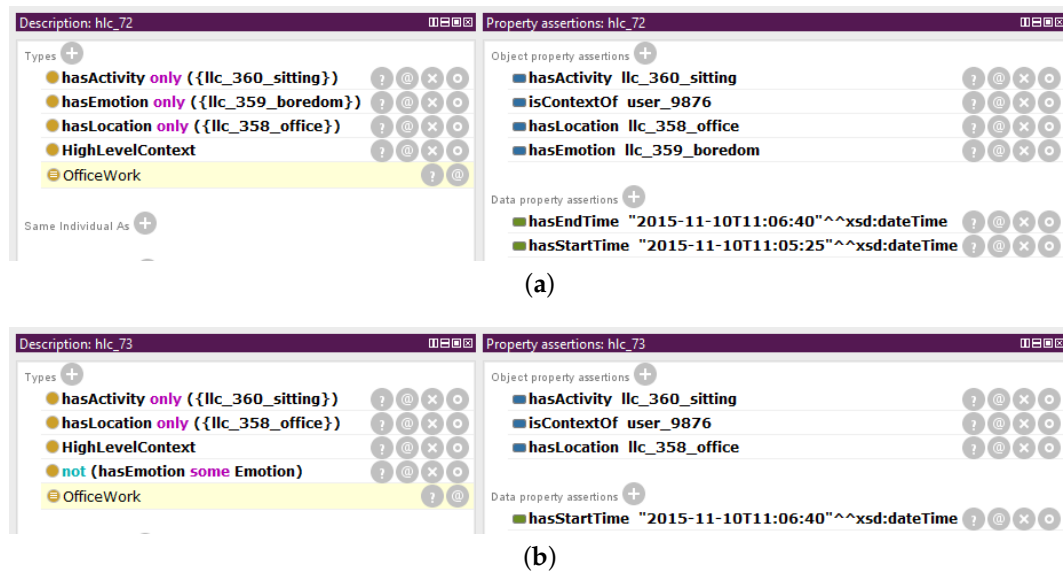 Description: hlc_72
Types
hasActivity only ({llc_360_sitting})
hasEmotion only ({llc_359_boredom})
hasLocation only ({llc_358_office})
HighLevelContext
OfficeWork
Same Individual As
Property assertions: hlc_72
Object property assertions
hasActivity llc_360_sitting
isContextOf user_9876
hasLocation llc_358_office
hasEmotion llc_359_boredom
Data property assertions
hasEndTime "2015-11-10T11:06:40"^^xsd:dateTime
hasStartTime "2015-11-10T11:05:25"^^xsd:dateTime
(a)
Description: hlc_73
Types
hasActivity only ({llc_360_sitting})
hasLocation only ({llc_358_office})
HighLevelContext
not (hasEmotion some Emotion)
OfficeWork
Property assertions: hlc_73
Object property assertions
hasActivity llc_360_sitting
isContextOf user_9876
hasLocation llc_358_office
Data property assertions
hasStartTime "2015-11-10T11:06:40"^^xsd:dateTime
(b)